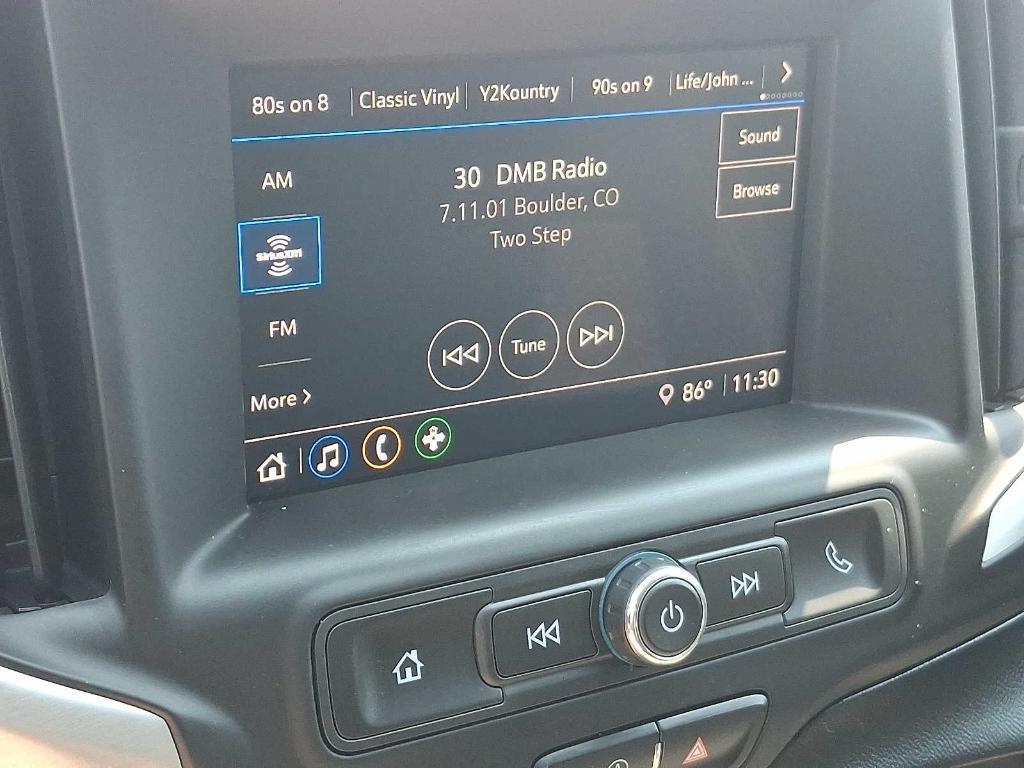 80s on 8 Classic Vinyl Y2Kountry 90s on 9 Life/John ...
Sound
AM
30 DMB Radio
Browse
7.11.01 Boulder, CO
SiriusXM
Two Step
FM
Tune
More
86° 11:30